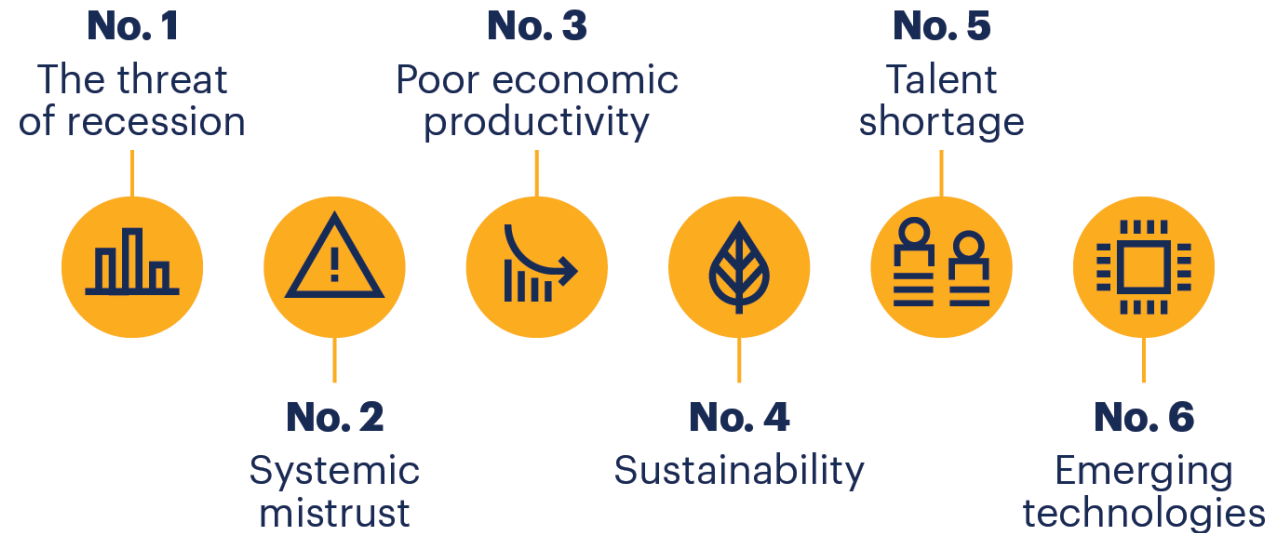 No. 1
The threat
of recession
No. 2
Systemic
mistrust
No. 3
Poor economic
productivity
No. 4
Sustainability
No. 5
Talent
shortage
No. 6
Emerging
technologies